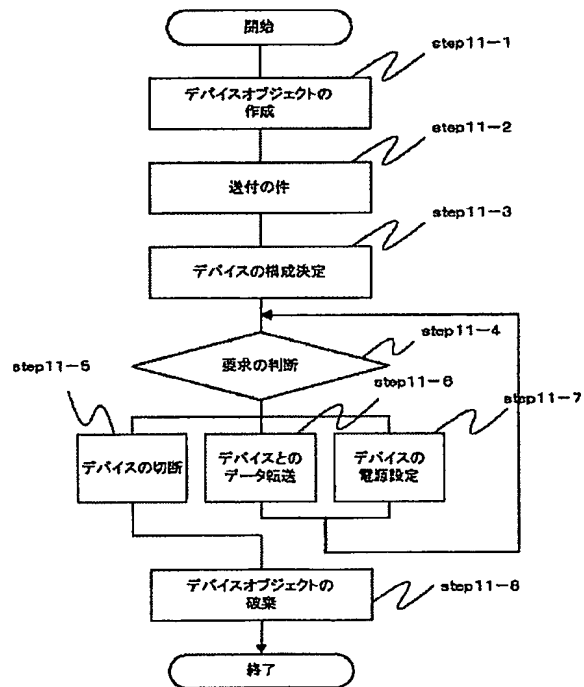 開始
step11-1
デバイスオブジェクトの
作成
step11-2
送付の件
step11-3
デバイスの構成決定
step11-4
要求の判断
step11-5
step11-6
step11-7
デバイスの切断
デバイスとの
データ転送
デバイスの
電源設定
デバイスオブジェクトの
破棄
step11-8
終了